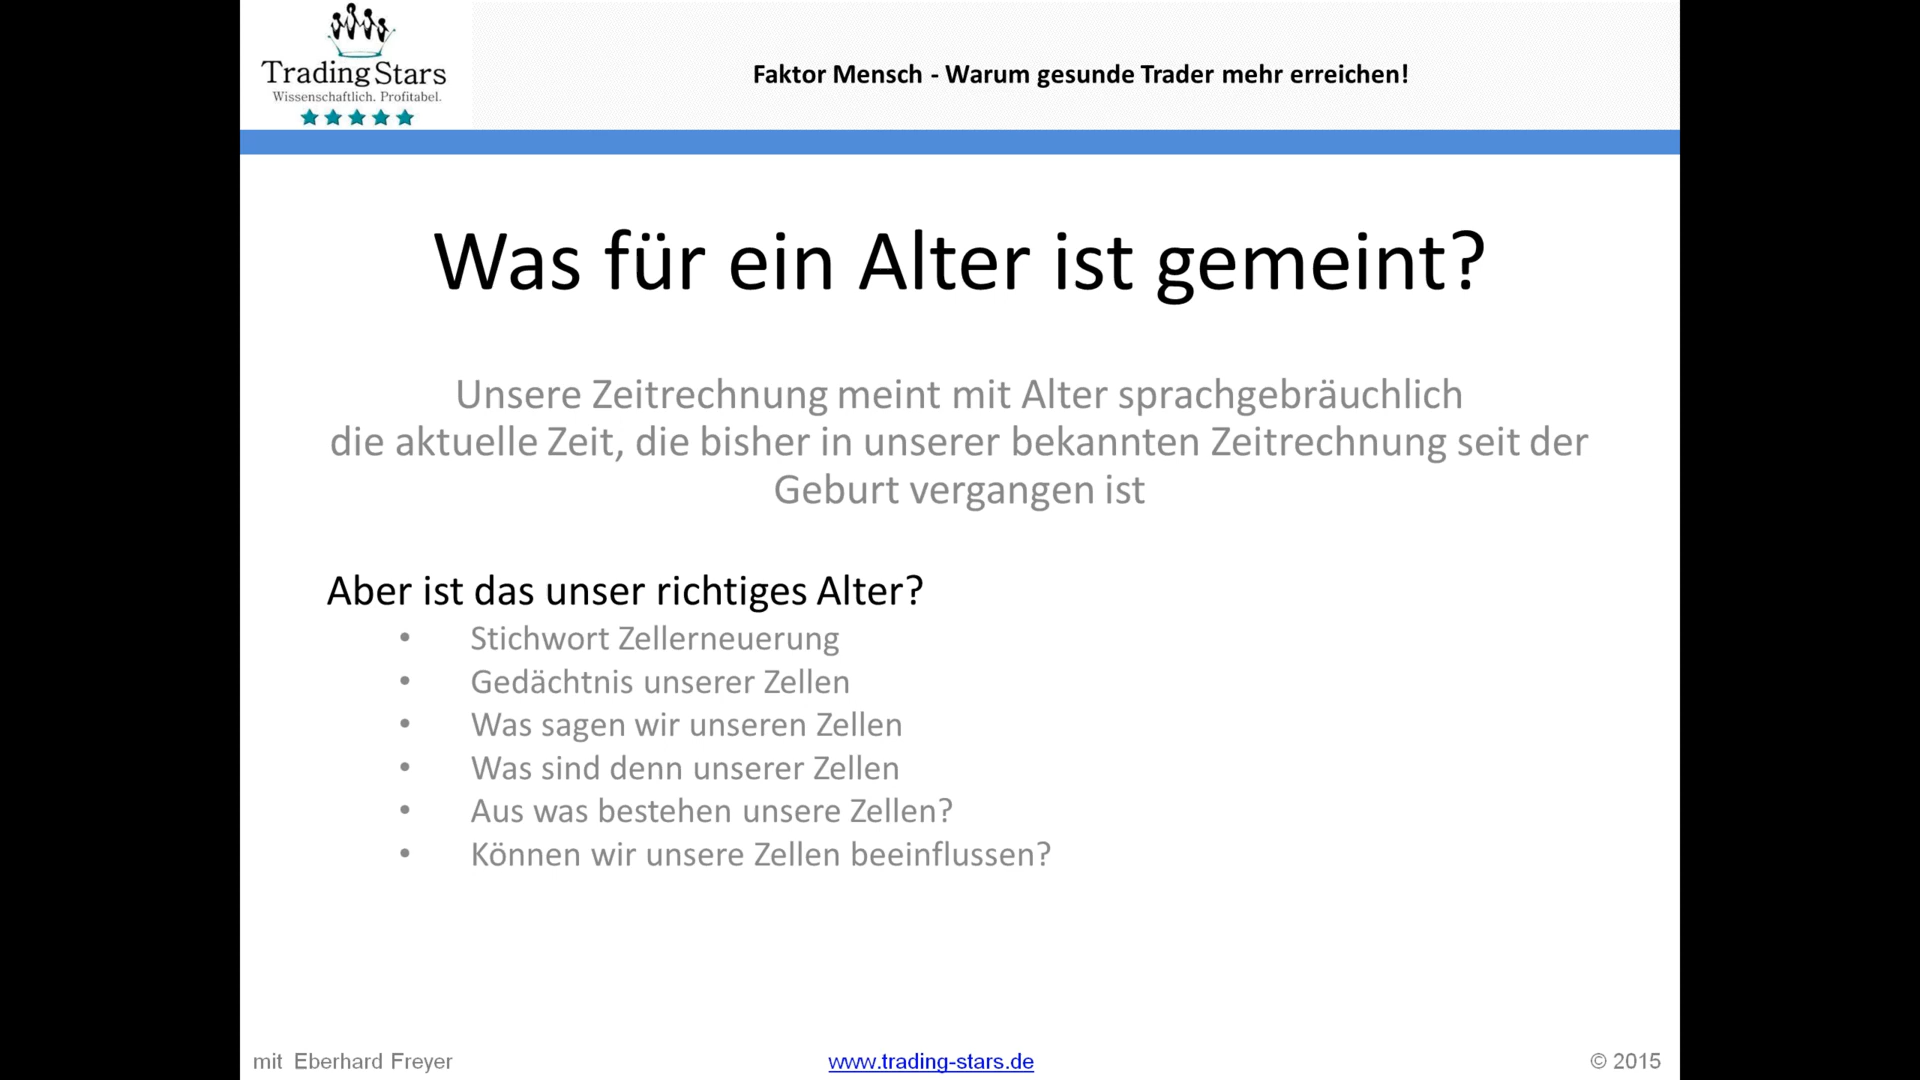 TradingStars
Wissenschaftlich. Profitabel.
Faktor Mensch - Warum gesunde Trader mehr erreichen!
Was für ein Alter ist gemeint?
Unsere Zeitrechnung meint mit Alter sprachgebräuchlich
die aktuelle Zeit, die bisher in unserer bekannten Zeitrechnung seit der
Geburt vergangen ist
Aber ist das unser richtiges Alter?
• Stichwort Zellerneuerung
• Gedächtnis unserer Zellen
• Was sagen wir unseren Zellen
• Was sind denn unserer Zellen
• Aus was bestehen unsere Zellen?
• Können wir unsere Zellen beeinflussen?
mit Eberhard Freyer
www.trading-stars.de
© 2015